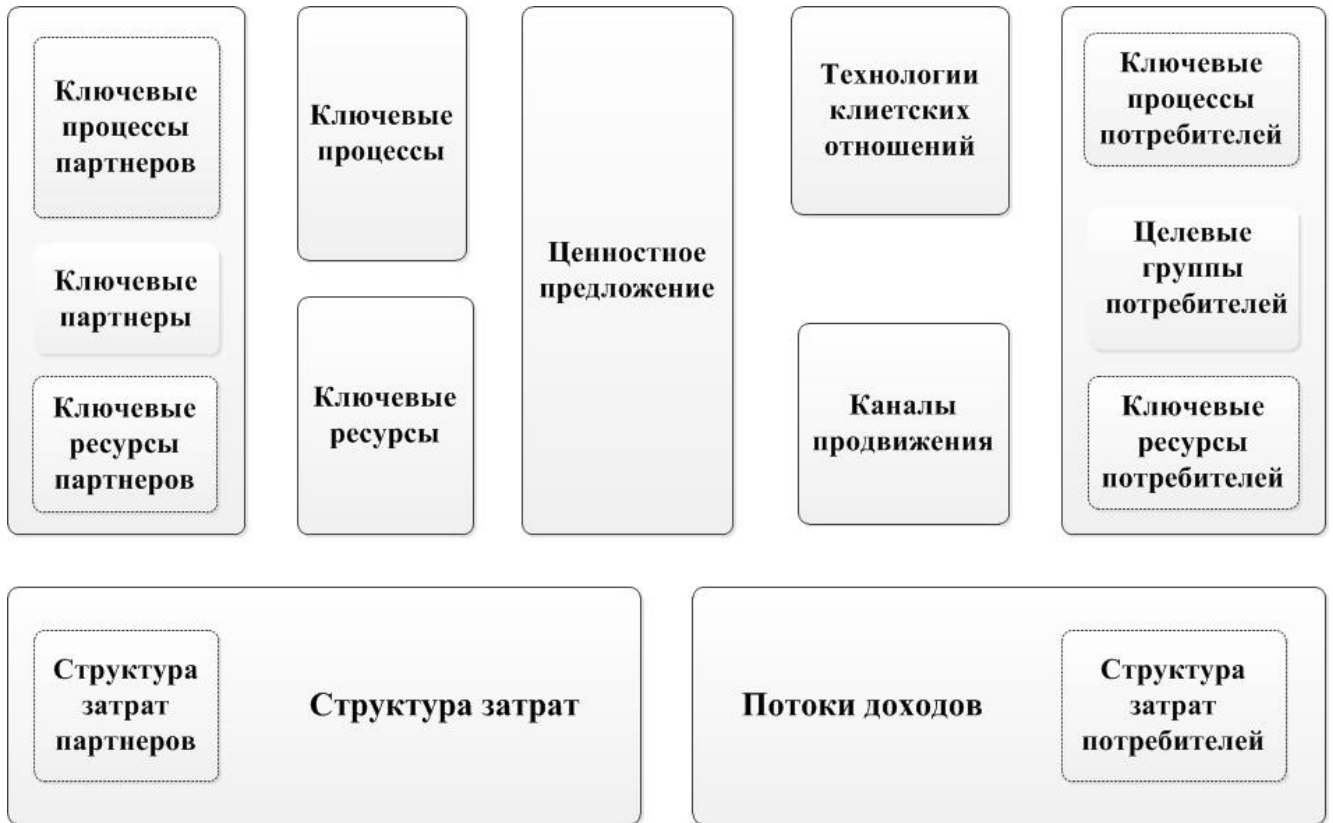 Ключевые
процессы
партнеров
Ключевые
партнеры
Ключевые
ресурсы
партнеров
Ключевые
процессы
Ключевые
ресурсы
Ценностное
предложение
Технологии
клиетских
отношений
Каналы
продвижения
Ключевые
процессы
потребителей
Целевые
группы
потребителей
Ключевые
ресурсы
потребителей
Структура
затрат
партнеров
Структура затрат
Потоки доходов
Структура
затрат
потребителей